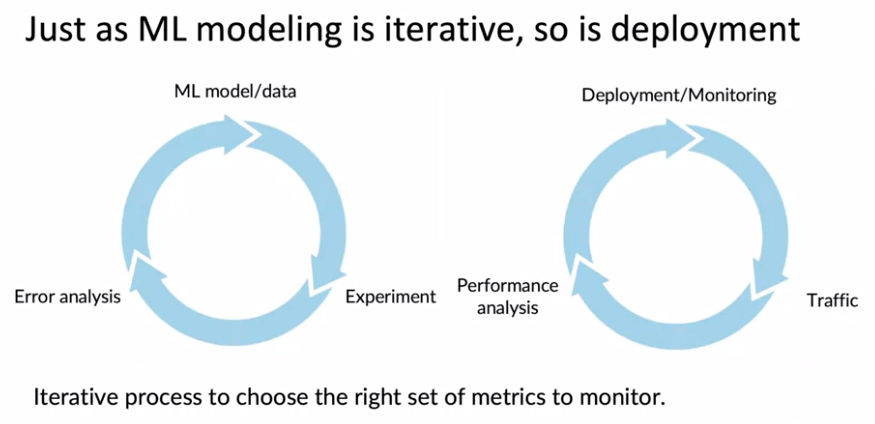 Just as ML modeling is iterative, so is deployment
ML model/data
Experiment
Error analysis
Deployment/Monitoring
Traffic
Performance
analysis
Iterative process to choose the right set of metrics to monitor.